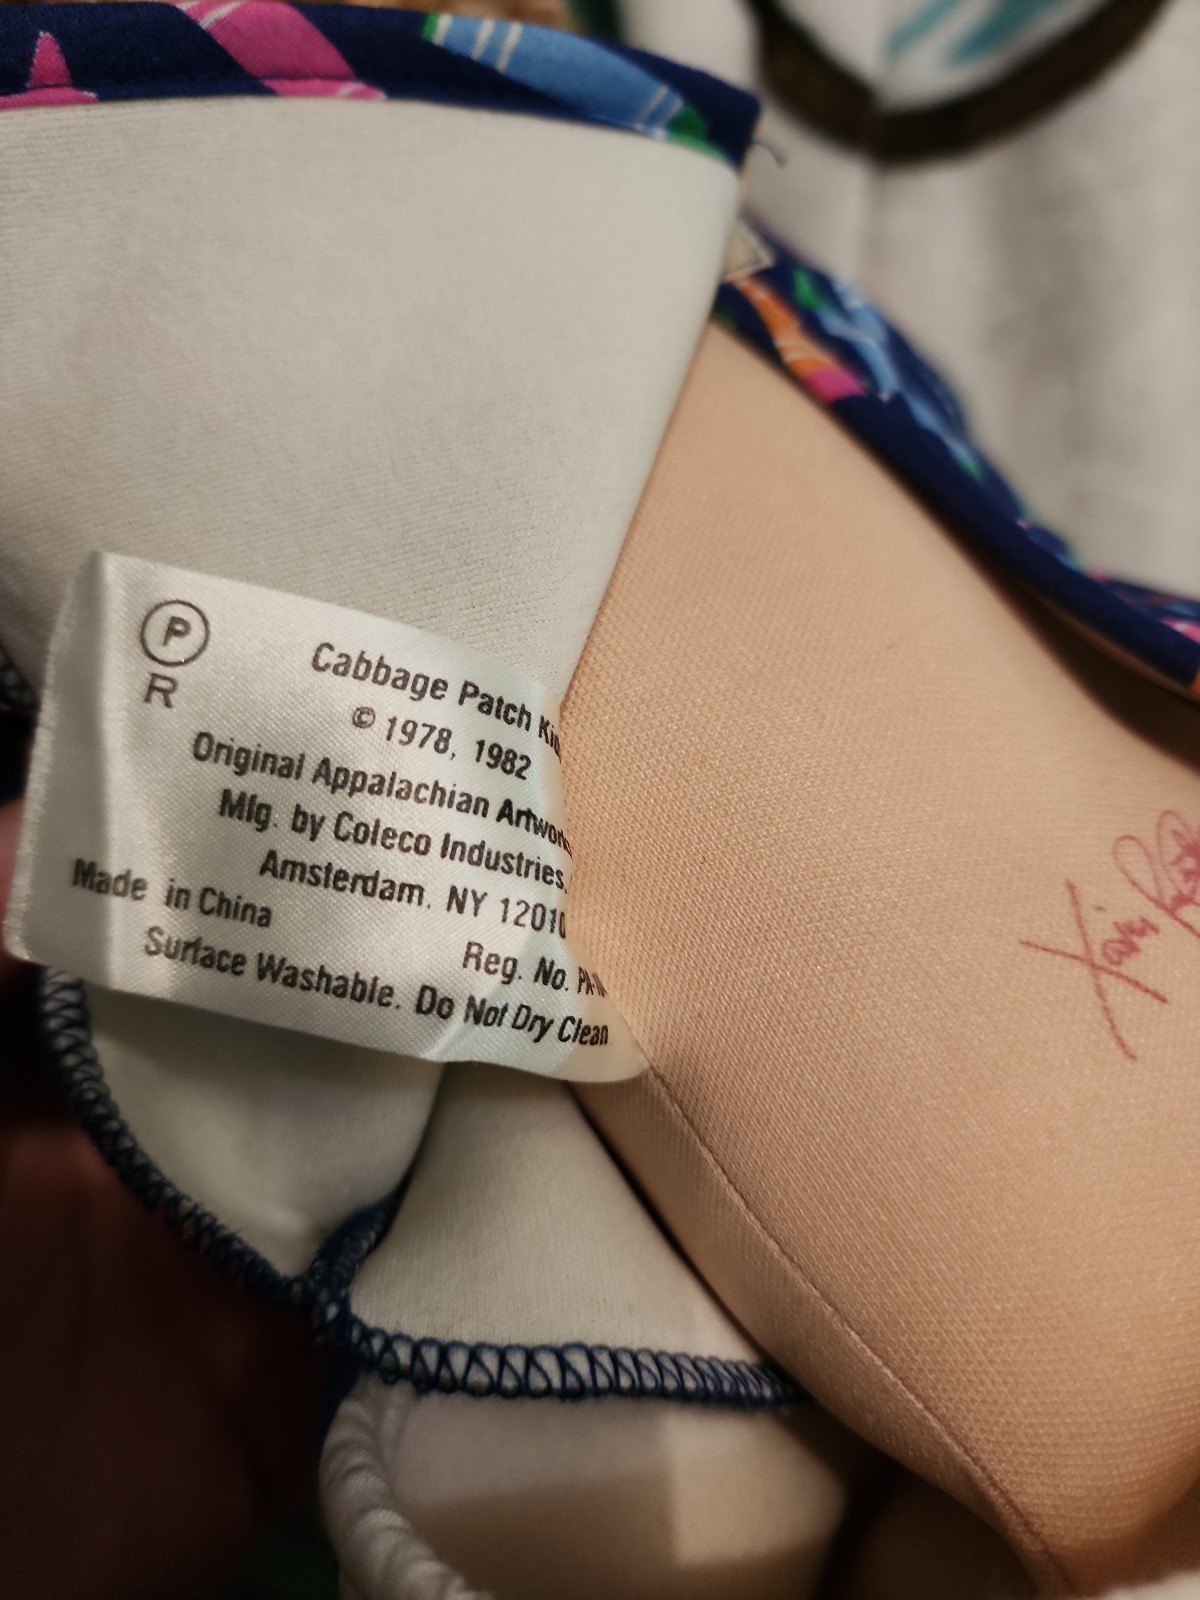 Ⓟ
R
Cabbage Patch
© 1978, 1982
Original Appalachian
Mfg. by Coleco Industries,
Amsterdam, NY 12010
Made in China
Reg. No.
Surface Washable. Do Not Dry Clean